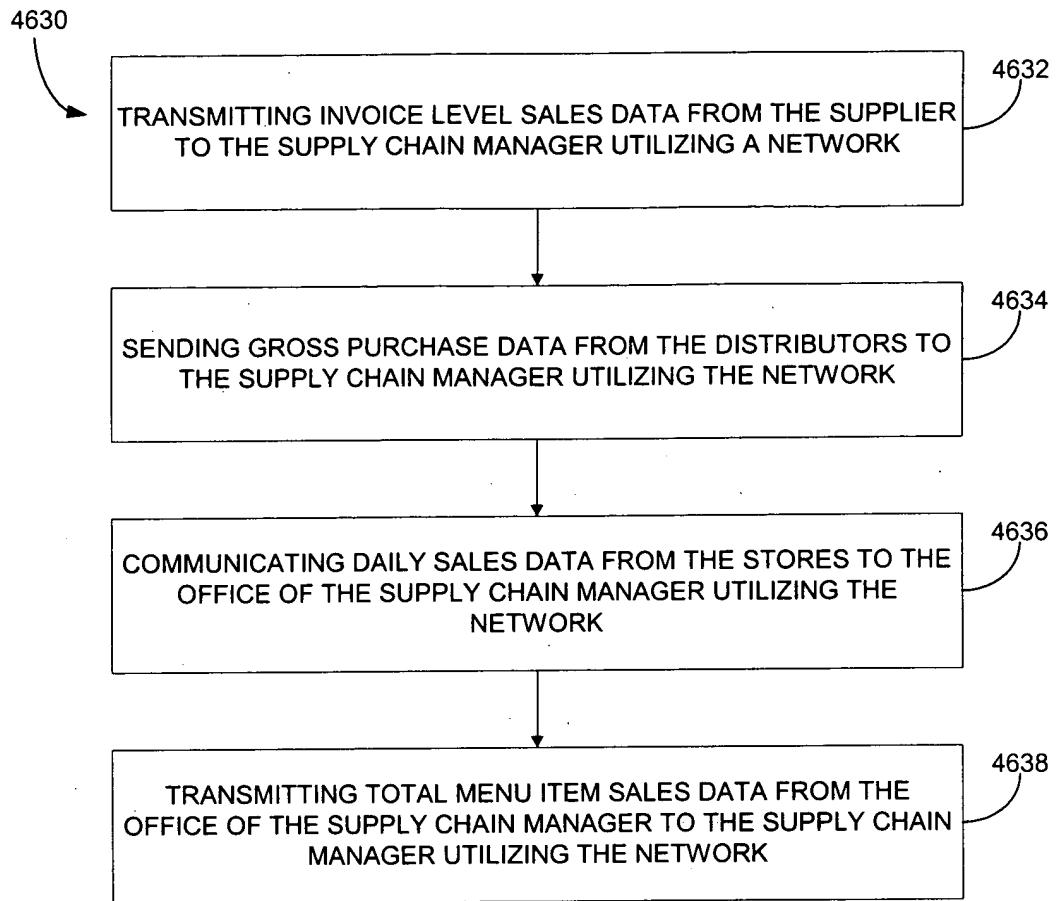 4630
4632
TRANSMITTING INVOICE LEVEL SALES DATA FROM THE SUPPLIER
TO THE SUPPLY CHAIN MANAGER UTILIZING A NETWORK
4634
SENDING GROSS PURCHASE DATA FROM THE DISTRIBUTORS TO
THE SUPPLY CHAIN MANAGER UTILIZING THE NETWORK
4636
COMMUNICATING DAILY SALES DATA FROM THE STORES TO THE
OFFICE OF THE SUPPLY CHAIN MANAGER UTILIZING THE
NETWORK
4638
TRANSMITTING TOTAL MENU ITEM SALES DATA FROM THE
OFFICE OF THE SUPPLY CHAIN MANAGER TO THE SUPPLY CHAIN
MANAGER UTILIZING THE NETWORK